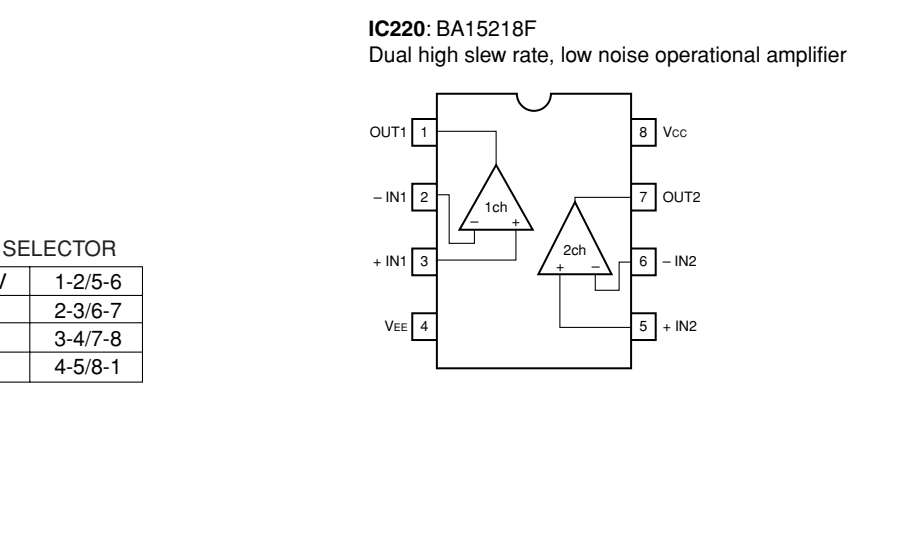 IC220: BA15218F
Dual high slew rate, low noise operational amplifier
OUT1 1
8 VCC
– IN1 2
7 OUT2
1ch
– +
+ IN1 3
6 – IN2
2ch
+ –
VEE 4
5 + IN2
SELECTOR
V 1-2/5-6
2-3/6-7
3-4/7-8
4-5/8-1